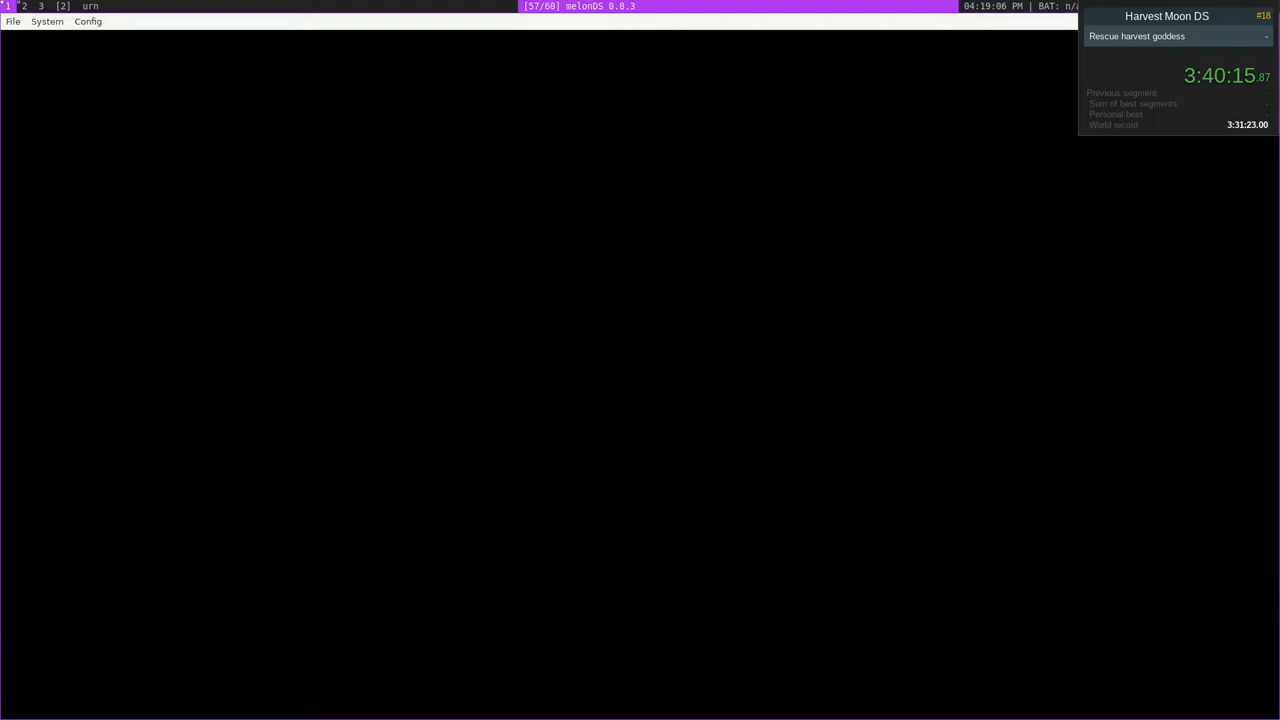 1 2 3 [2] urn [57/60] melonDS 0.8.3 04:19:06 PM | BAT: n/a
File System Config
Harvest Moon DS #18
Rescue harvest goddess -
3:40:15.87
Previous segment -
Sum of best segments -
Personal best -
World record 3:31:23.00